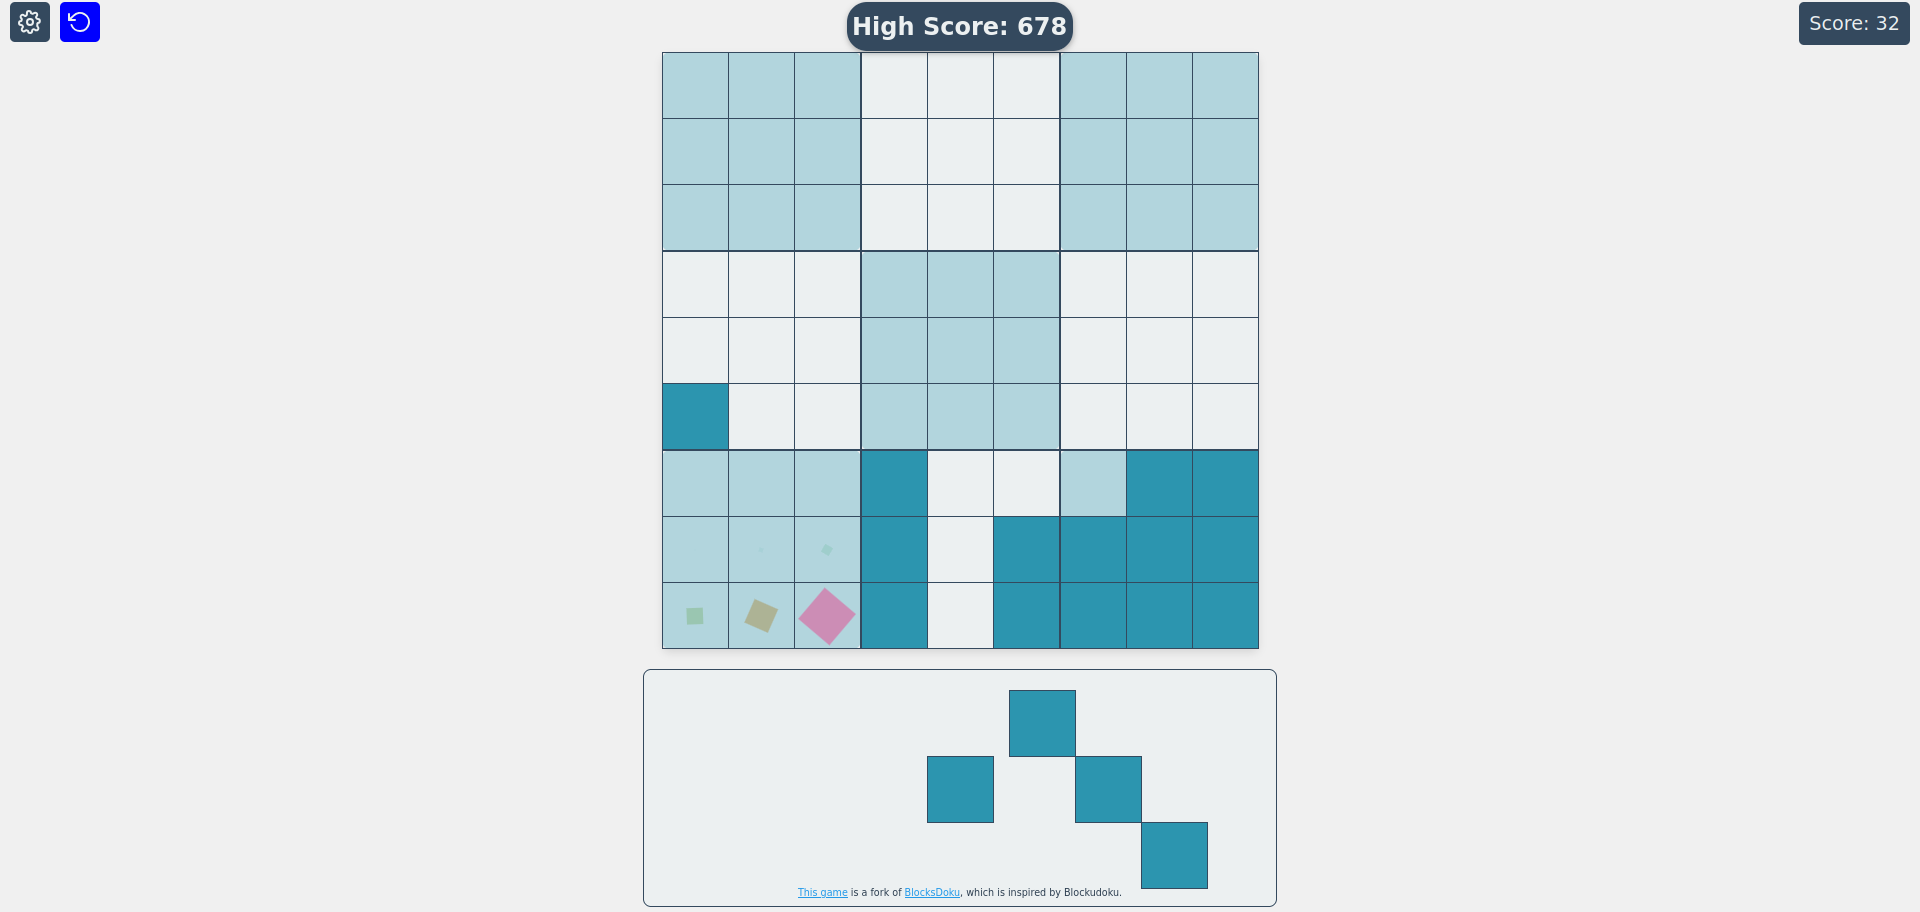 High Score: 678
Score: 32
This game is a fork of BlocksDoku, which is inspired by Blockudoku.